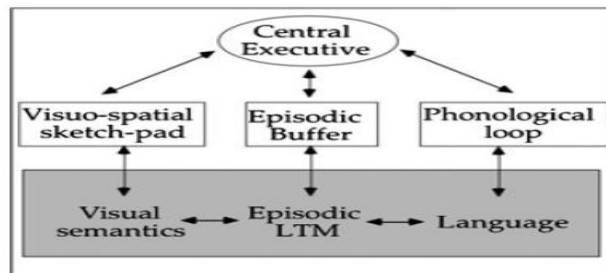 Central
Executive
Visuo-spatial
sketch-pad
Episodic
Buffer
Phonological
loop
Visual
semantics
Episodic
LTM
Language